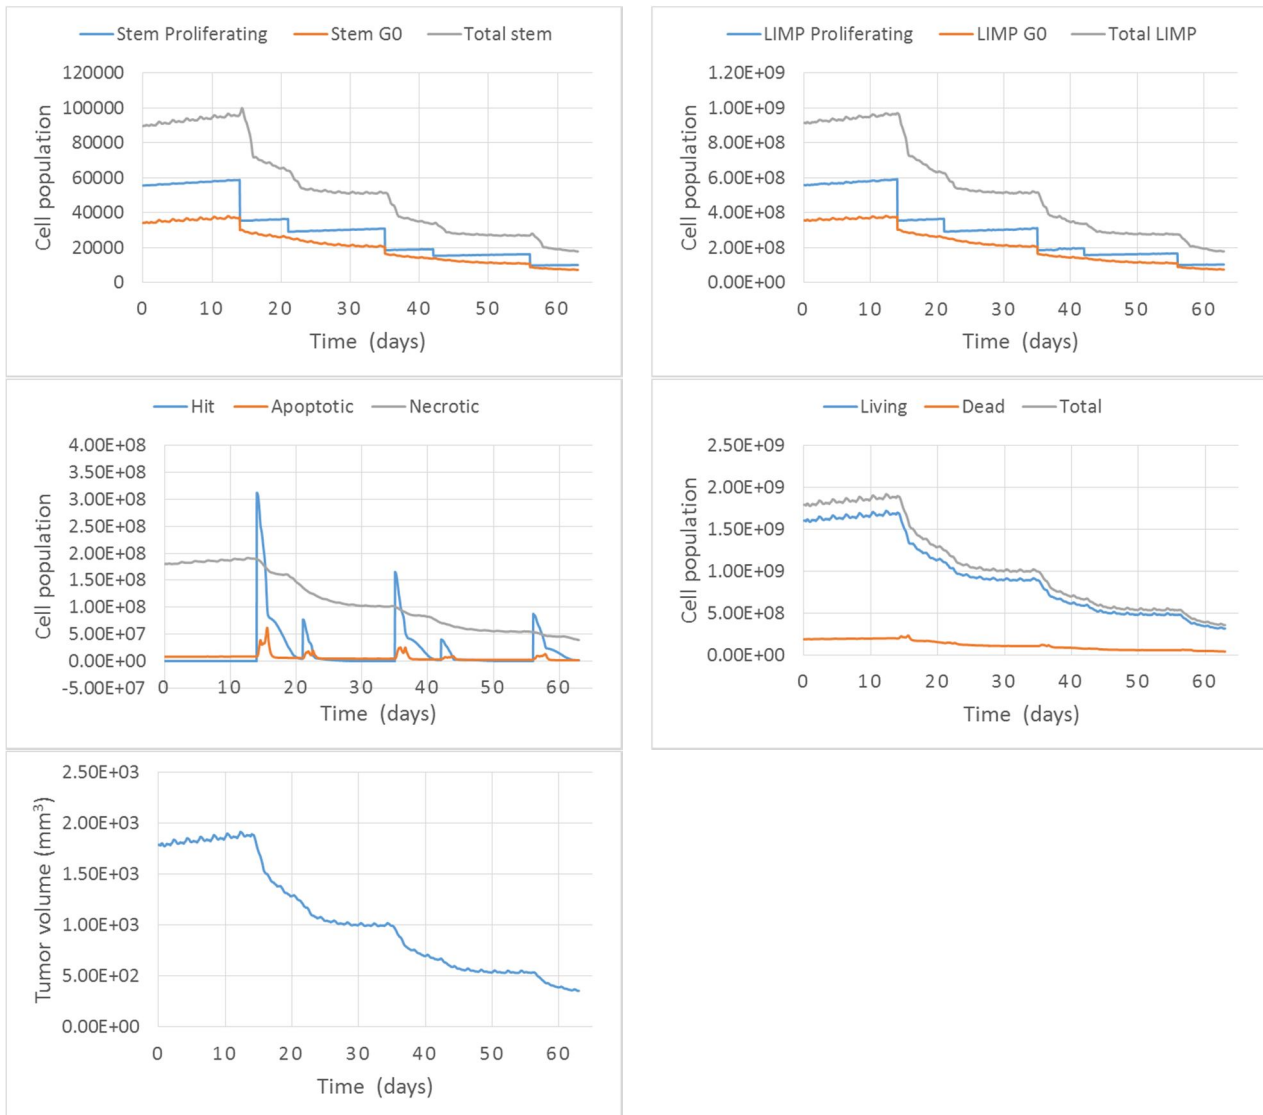 Stem Proliferating Stem G0 Total stem
120000
100000
80000
60000
40000
20000
0
Cell population
0 10 20 30 40 50 60
Time (days)
LIMP Proliferating LIMP G0 Total LIMP
1.20E+09
1.00E+09
8.00E+08
6.00E+08
4.00E+08
2.00E+08
0.00E+00
Cell population
0 10 20 30 40 50 60
Time (days)
Hit Apoptotic Necrotic
4.00E+08
3.50E+08
3.00E+08
2.50E+08
2.00E+08
1.50E+08
1.00E+08
5.00E+07
0.00E+00
-5.00E+07
Cell population
0 10 20 30 40 50 60
Time (days)
Living Dead Total
2.50E+09
2.00E+09
1.50E+09
1.00E+09
5.00E+08
0.00E+00
Cell population
0 10 20 30 40 50 60
Time (days)
2.50E+03
2.00E+03
1.50E+03
1.00E+03
5.00E+02
0.00E+00
Tumor volume (mm³)
0 10 20 30 40 50 60
Time (days)